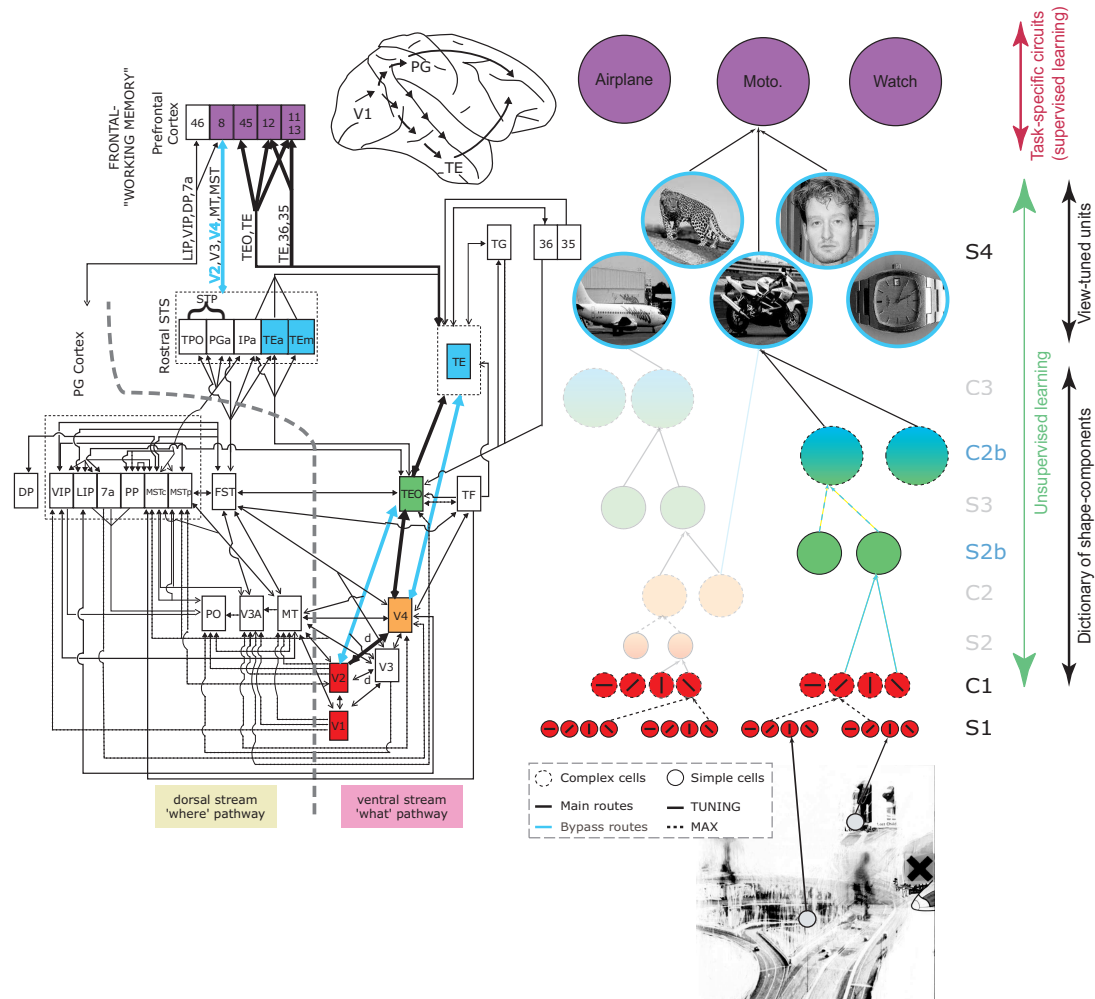 Airplane
Moto.
Watch
Task-specific circuits
(supervised learning)
FRONTAL-
"WORKING MEMORY"
Prefrontal
Cortex
46
8
45
12
11
13
V1
PG
TE
LIP,VIP,DP,7a
V2,V3,V4,MT,MST
TEO,TE
TE,36,35
TG
36
35
S4
View-tuned units
PG Cortex
Rostral STS
STP
TPO
PGa
IPa
TEa
TEm
TE
C3
C2b
S3
S2b
C2
S2
C1
S1
Unsupervised learning
Dictionary of shape-components
DP
VIP
LIP
7a
PP
MSTc
MSTp
FST
TEO
TF
PO
V3A
MT
V4
d
V3
V2
d
V1
dorsal stream
'where' pathway
ventral stream
'what' pathway
Complex cells
Simple cells
Main routes
TUNING
Bypass routes
MAX